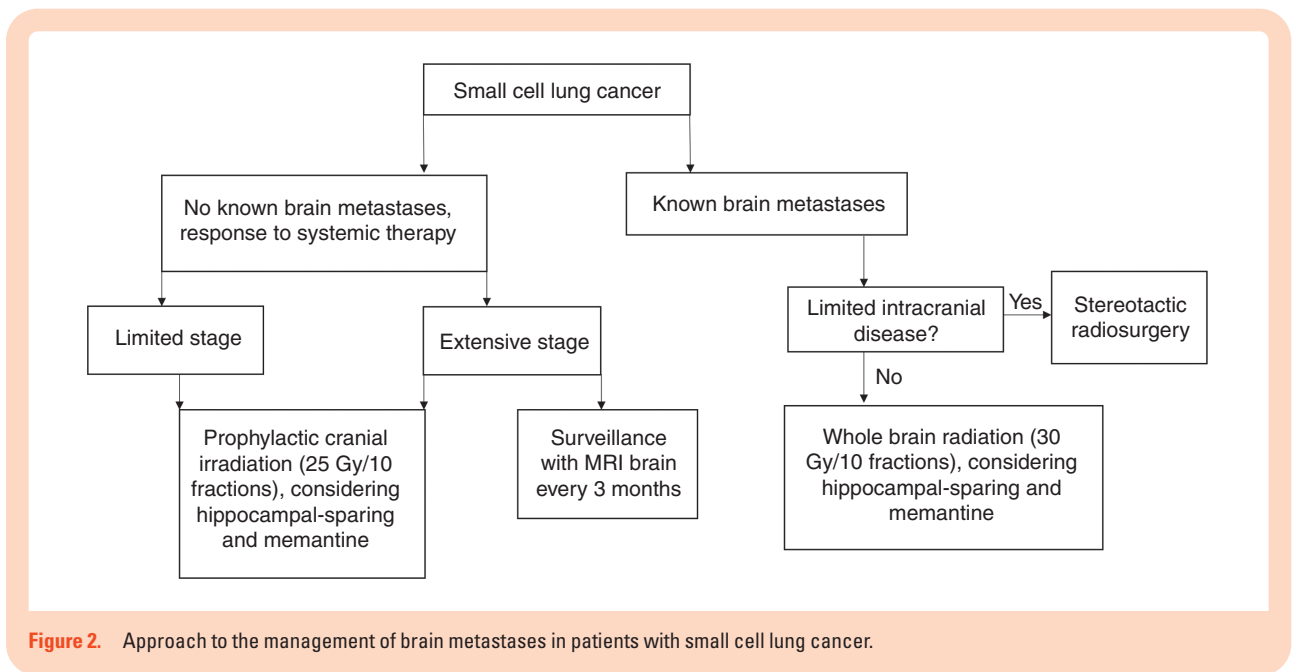 Small cell lung cancer
No known brain metastases,
response to systemic therapy
Known brain metastases
Limited stage
Extensive stage
Limited intracranial
disease?
Yes
Stereotactic
radiosurgery
No
Prophylactic cranial
irradiation (25 Gy/10
fractions), considering
hippocampal-sparing
and memantine
Surveillance
with MRI brain
every 3 months
Whole brain radiation (30
Gy/10 fractions), considering
hippocampal-sparing and
memantine
Figure 2. Approach to the management of brain metastases in patients with small cell lung cancer.